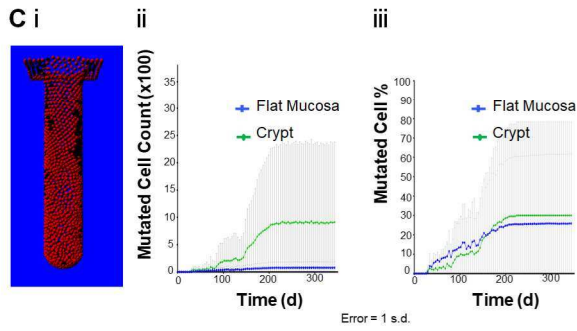 C i
ii
iii
Mutated Cell Count (x100)
40
35
30
25
20
15
10
5
0
Flat Mucosa
Crypt
0
100
200
300
Time (d)
Mutated Cell %
100
90
80
70
60
50
40
30
20
10
0
Flat Mucosa
Crypt
0
100
200
300
Time (d)
Error = 1 s.d.